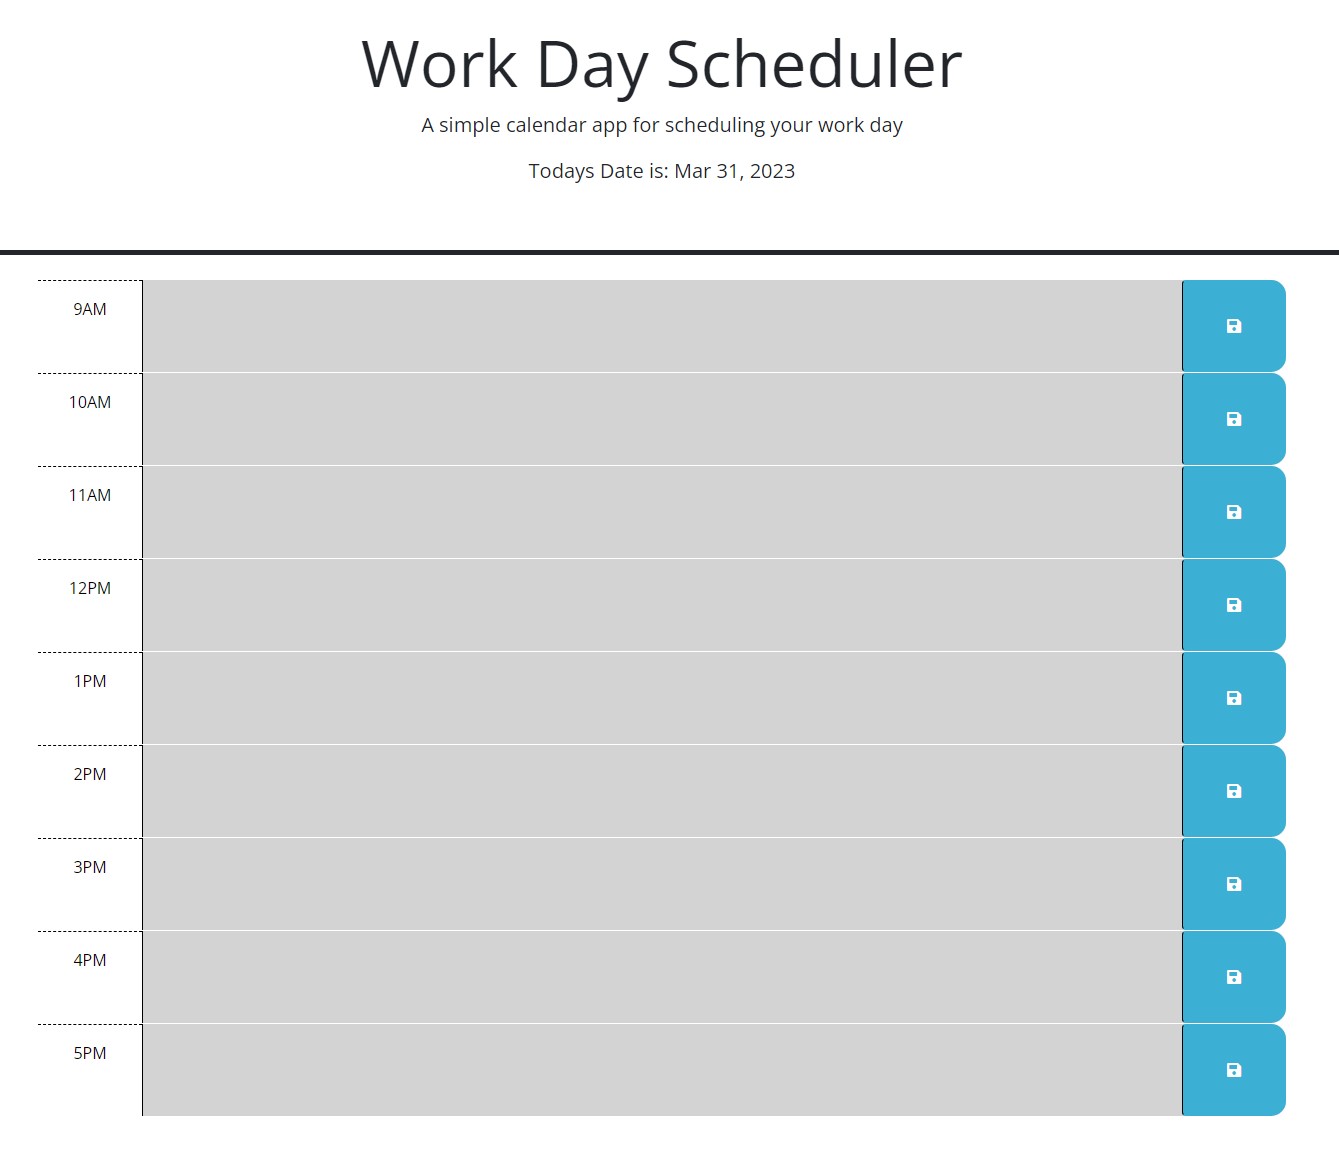 Work Day Scheduler
A simple calendar app for scheduling your work day
Todays Date is: Mar 31, 2023
9AM
10AM
11AM
12PM
1PM
2PM
3PM
4PM
5PM